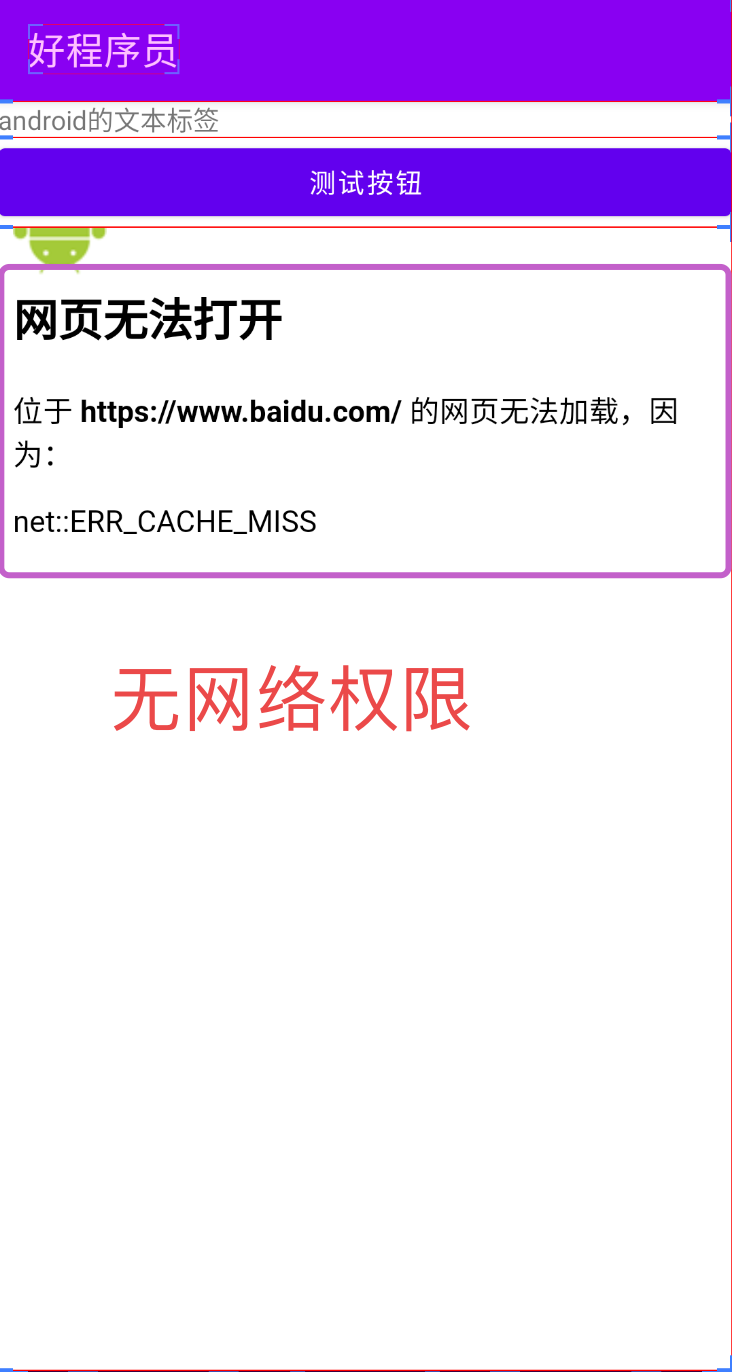 好程序员
android的文本标签
测试按钮
网页无法打开
位于 https://www.baidu.com/ 的网页无法加载，因
为：
net::ERR_CACHE_MISS
无网络权限